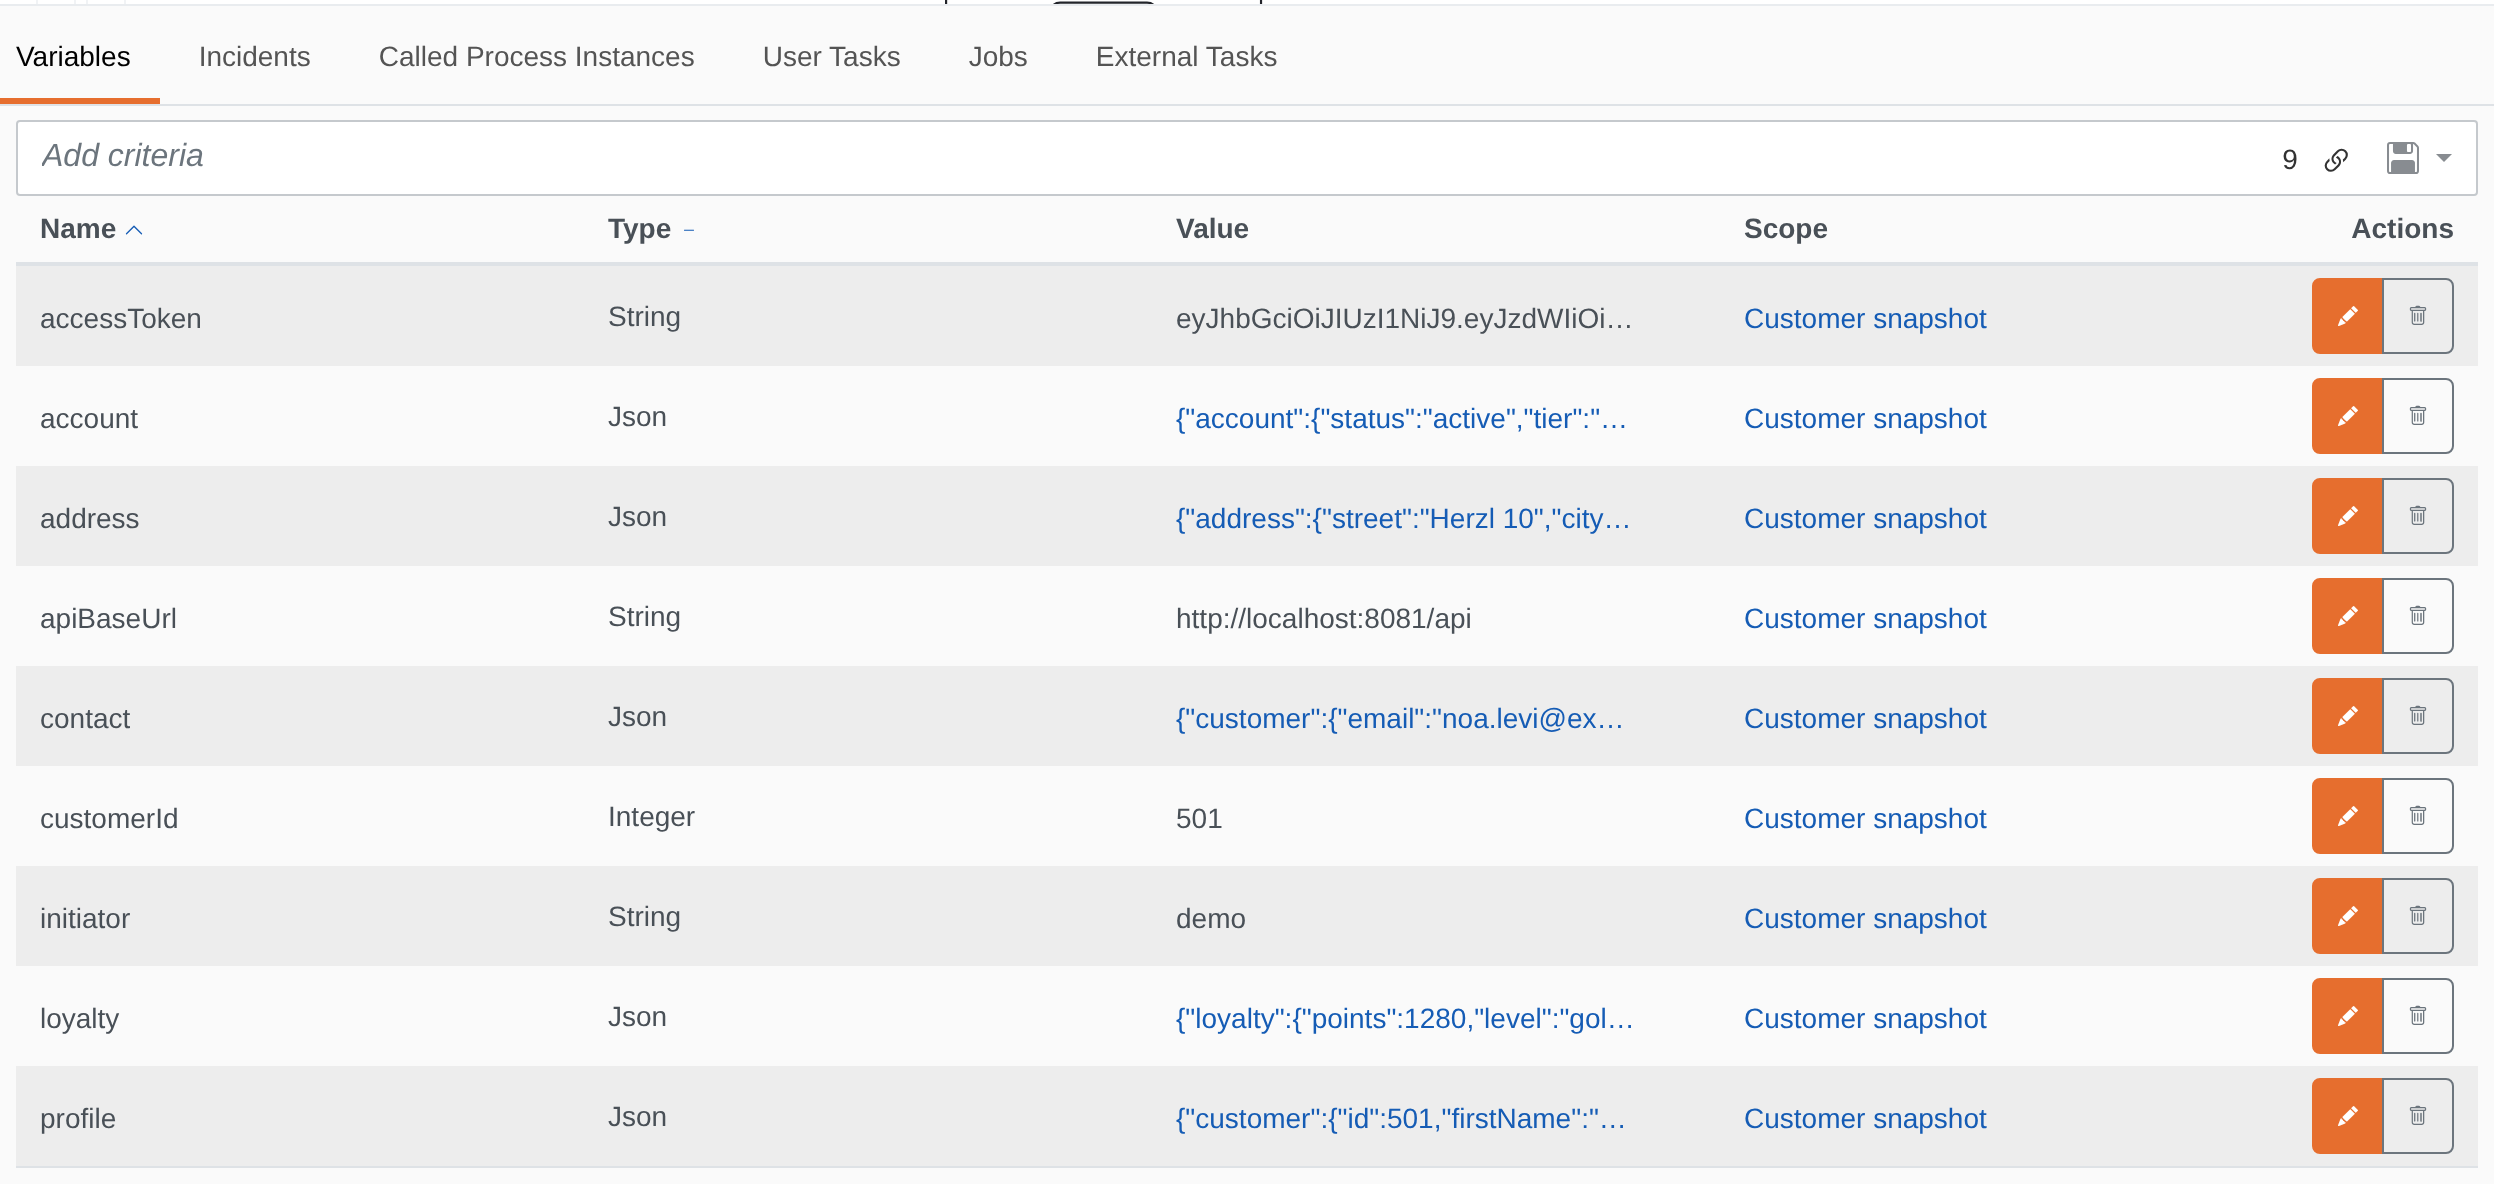 Variables Incidents Called Process Instances User Tasks Jobs External Tasks
Add criteria 9
Name Type Value Scope Actions
accessToken String eyJhbGciOiJIUzI1NiJ9.eyJzdWIiOi… Customer snapshot
account Json {"account":{"status":"active","tier":"… Customer snapshot
address Json {"address":{"street":"Herzl 10","city… Customer snapshot
apiBaseUrl String http://localhost:8081/api Customer snapshot
contact Json {"customer":{"email":"noa.levi@ex… Customer snapshot
customerId Integer 501 Customer snapshot
initiator String demo Customer snapshot
loyalty Json {"loyalty":{"points":1280,"level":"gol… Customer snapshot
profile Json {"customer":{"id":501,"firstName":"… Customer snapshot